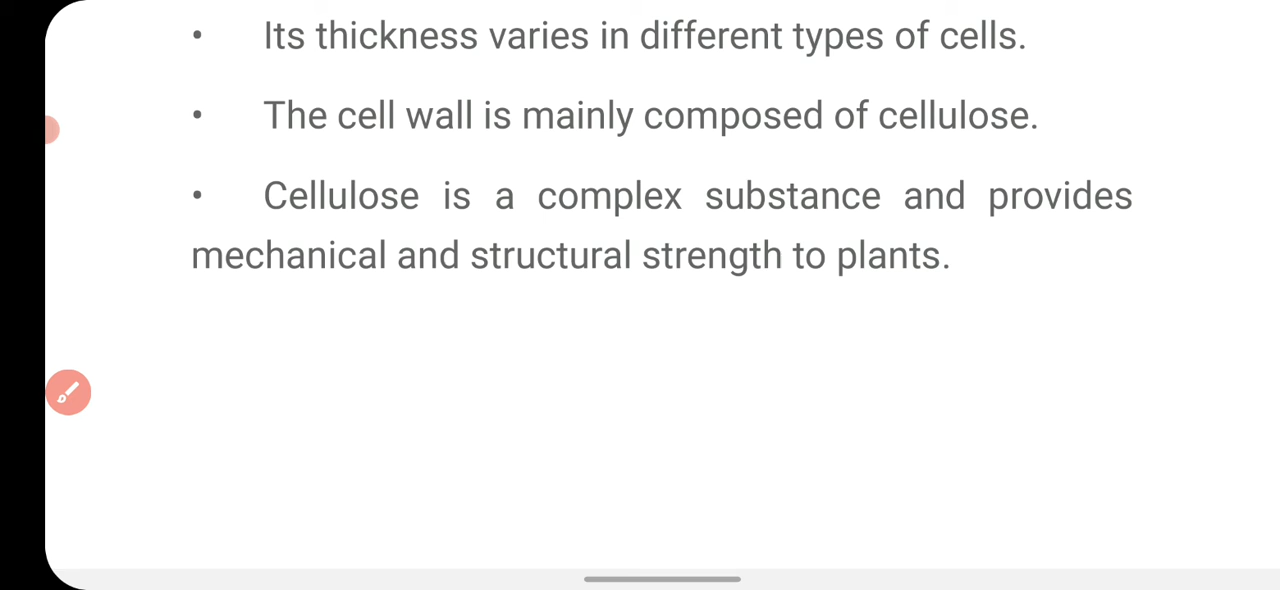 • Its thickness varies in different types of cells.
• The cell wall is mainly composed of cellulose.
• Cellulose is a complex substance and provides
mechanical and structural strength to plants.